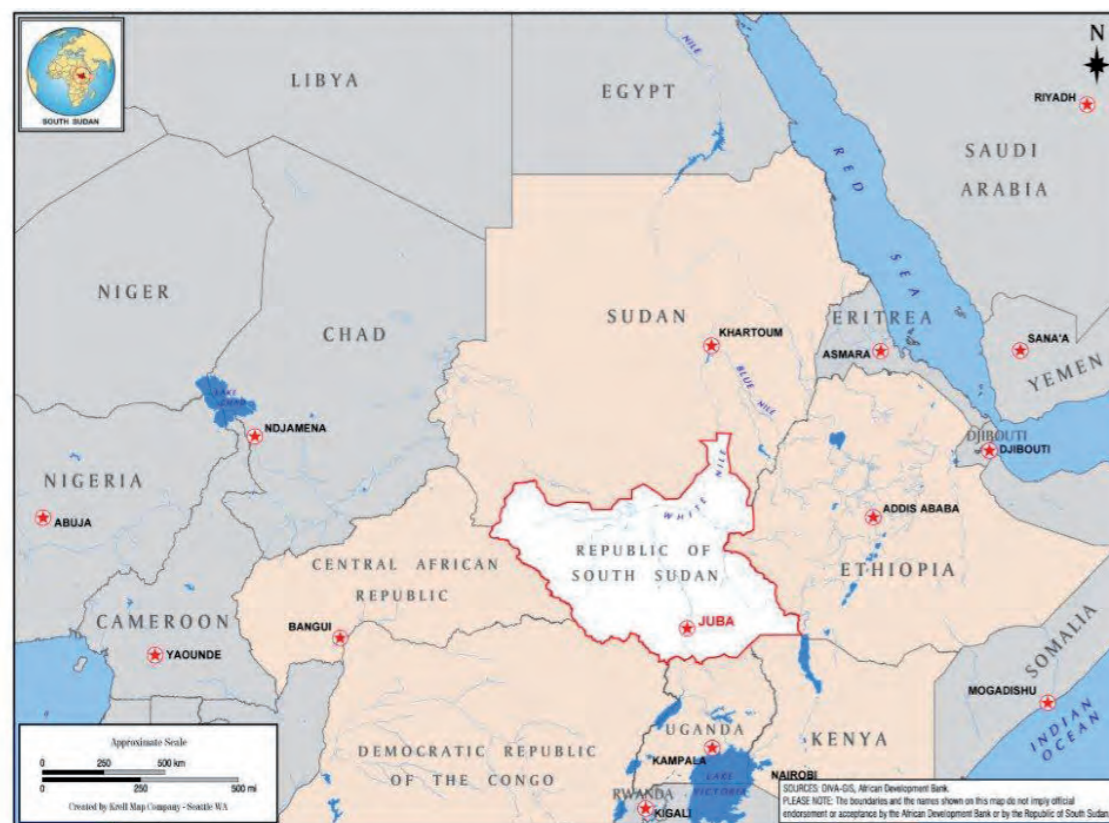 SOUTH SUDAN
N
LIBYA
EGYPT
NILE
RIYADH
SAUDI
ARABIA
RED
SEA
NIGER
CHAD
SUDAN
KHARTOUM
ERITREA
ASMARA
SANA'A
YEMEN
BLUE NILE
LAKE
CHAD
NDJAMENA
DJIBOUTI
DJIBOUTI
NIGERIA
ABUJA
WHITE NILE
ADDIS ABABA
REPUBLIC OF
SOUTH SUDAN
ETHIOPIA
CENTRAL AFRICAN
REPUBLIC
CAMEROON
BANGUI
JUBA
YAOUNDE
SOMALIA
MOGADISHU
INDIAN
OCEAN
UGANDA
KENYA
DEMOCRATIC REPUBLIC
OF THE CONGO
KAMPALA
NAIROBI
LAKE
VICTORIA
RWANDA
KIGALI
Approximate Scale
0 250 500 km
0 250 500 mi
Created by Kroll Map Company - Seattle WA
SOURCES: DIVA-GIS, African Development Bank.
PLEASE NOTE: The boundaries and the names shown on this map do not imply official
endorsement or acceptance by the African Development Bank or by the Republic of South Sudan